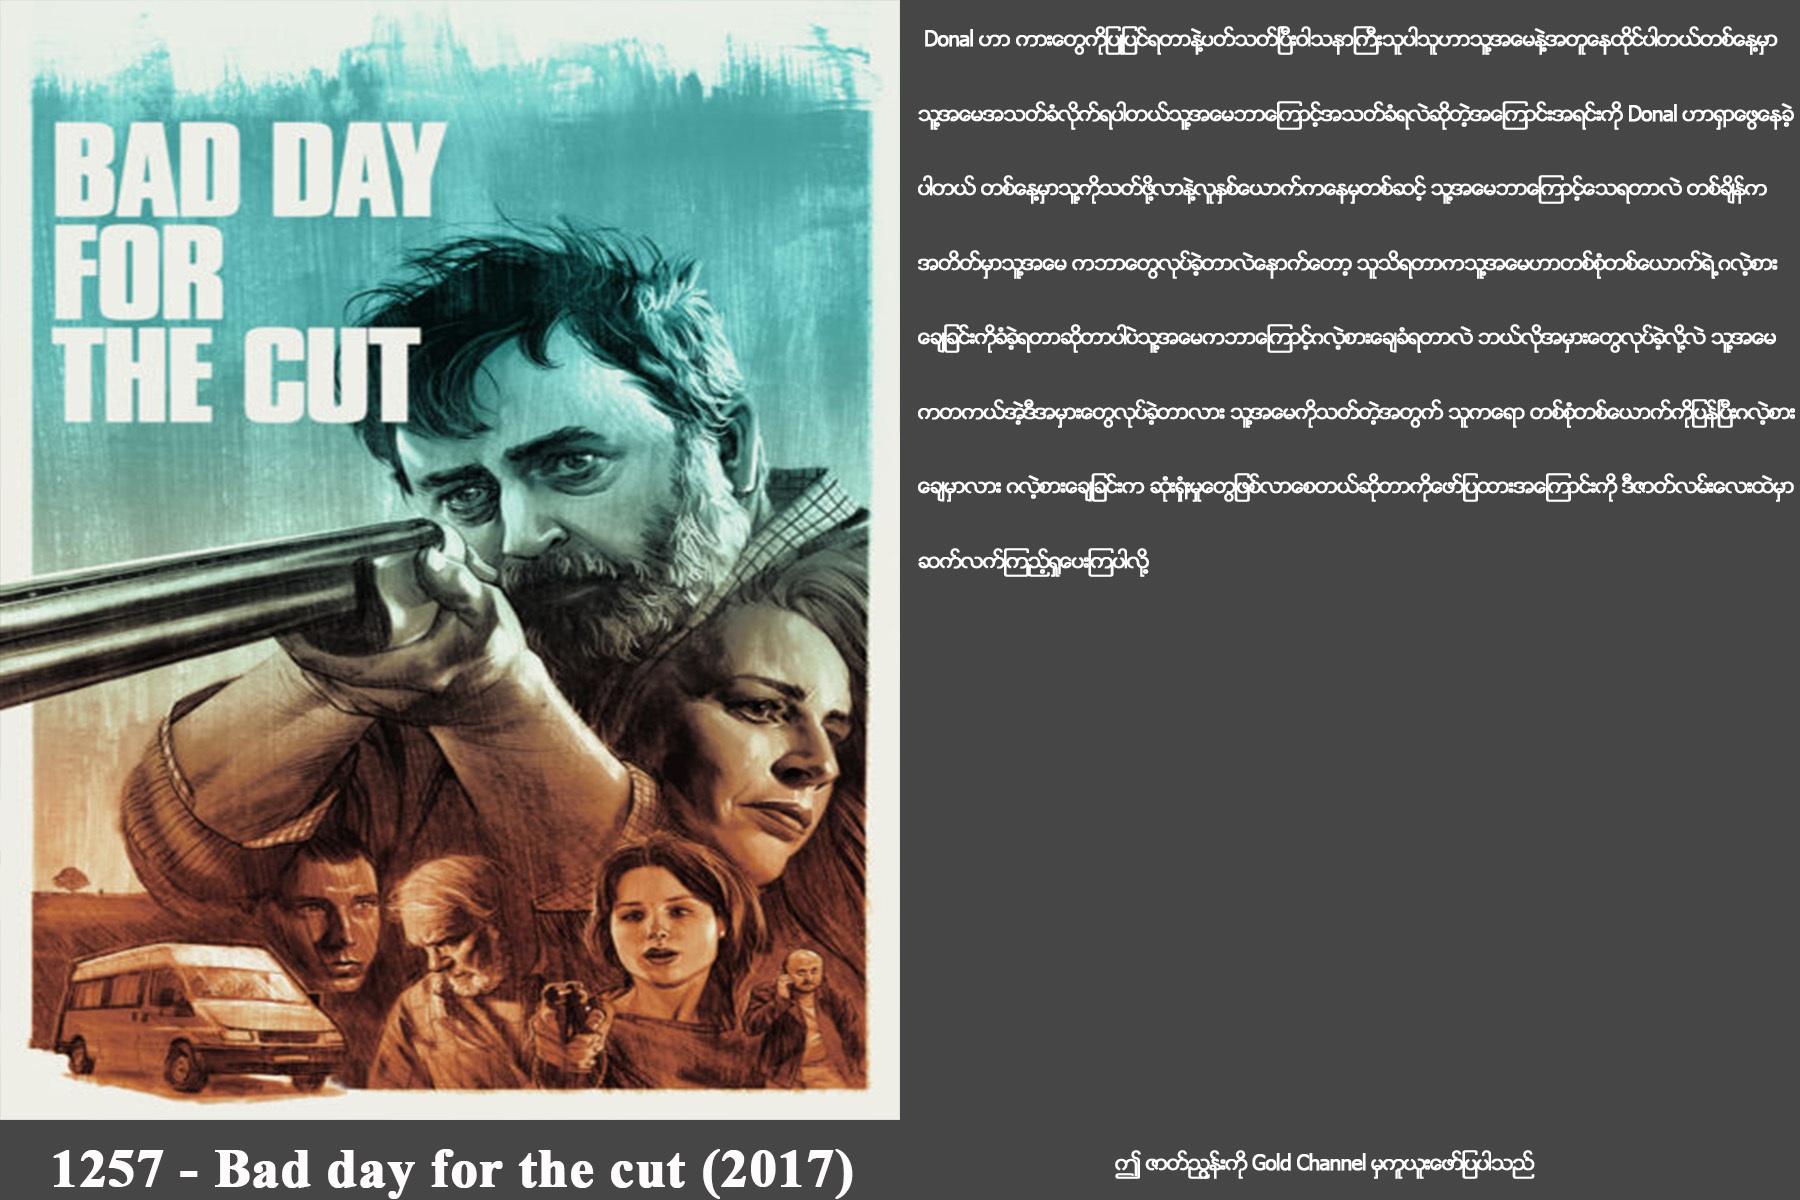 BAD DAY
FOR
THE CUT
Donal ဟာ ကားတွေကိုပြုပြင်ရတာနဲ့ပတ်သတ်ပြီးဝါသနာကြီးသူပါသူဟာသူ့အမေနဲ့အတူနေထိုင်ပါတယ်တစ်နေ့မှာ
သူ့အမေအသတ်ခံလိုက်ရပါတယ်သူ့အမေဘာကြောင့်အသတ်ခံရလဲဆိုတဲ့အကြောင်းအရင်းကို Donal ဟာရှာဖွေနေခဲ့
ပါတယ် တစ်နေ့မှာသူ့ကိုသတ်ဖို့လာနဲ့လူနှစ်ယောက်ကနေမှတစ်ဆင့် သူ့အမေဘာကြောင့်သေရတာလဲ တစ်ချိန်က
အတိတ်မှာသူ့အမေ ကဘာတွေလုပ်ခဲ့တာလဲနောက်တော့ သူသိရတာကသူ့အမေဟာတစ်စုံတစ်ယောက်ရဲ့ဂလဲ့စား
ချေခြင်းကိုခံခဲ့ရတာဆိုတာပါပဲသူ့အမေကဘာကြောင့်ဂလဲ့စားချေခံရတာလဲ ဘယ်လိုအမှားတွေလုပ်ခဲ့လို့လဲ သူ့အမေ
ကတကယ်အဲ့ဒီအမှားတွေလုပ်ခဲ့တာလား သူ့အမေကိုသတ်တဲ့အတွက် သူကရော တစ်စုံတစ်ယောက်ကိုပြန်ပြီးဂလဲ့စား
ချေမှာလား ဂလဲ့စားချေခြင်းက ဆုံးရှုံးမှုတွေဖြစ်လာစေတယ်ဆိုတာကိုဖော်ပြထားအကြောင်းကို ဒီဇာတ်လမ်းလေးထဲမှာ
ဆက်လက်ကြည့်ရှုပေးကြပါလို့
1257 - Bad day for the cut (2017)
ဤ ဇာတ်ညွှန်းကို Gold Channel မှကူယူးဖော်ပြပါသည်